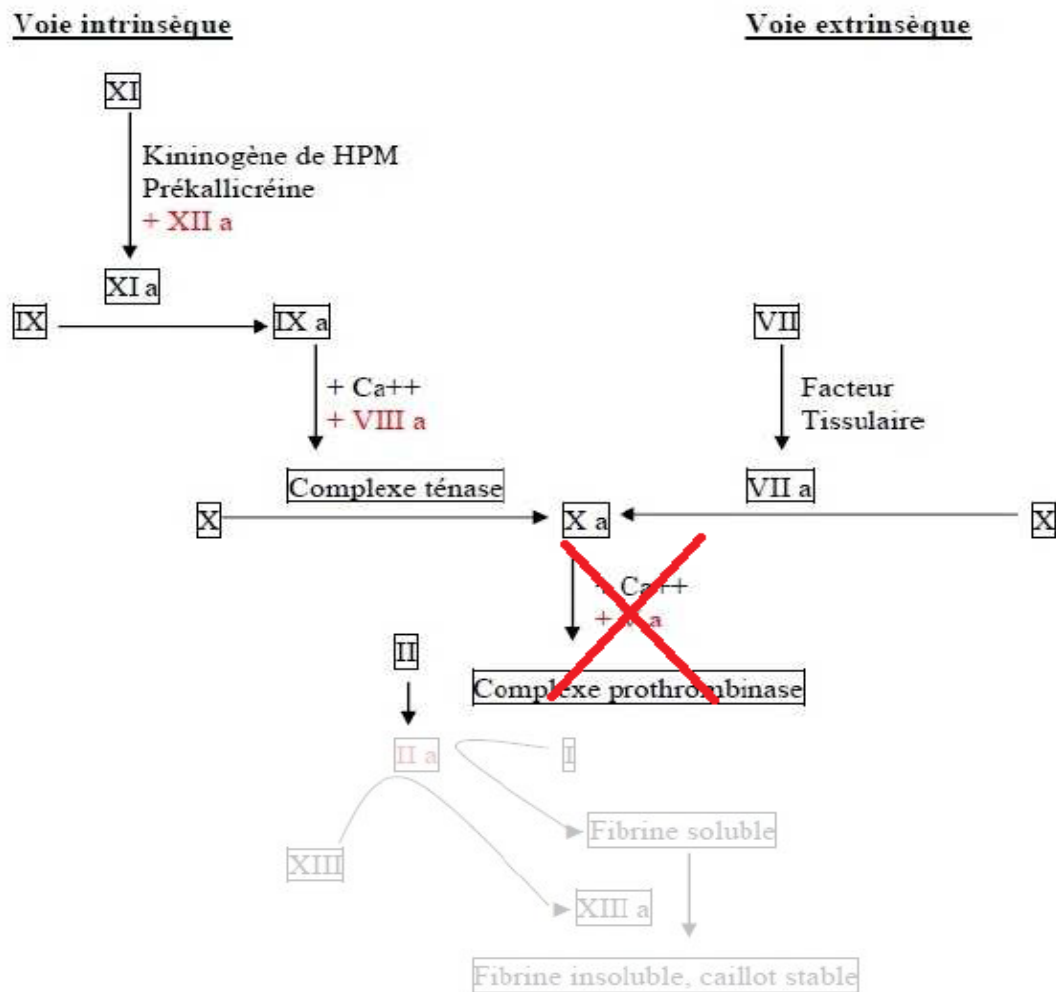 Voie intrinsèque
Voie extrinsèque
XI
Kininogène de HPM
Prékallicréine
+ XII a
XI a
IX
IX a
VII
+ Ca++
+ VIII a
Facteur
Tissulaire
Complexe ténase
VII a
X
X a
X
+ Ca++
+ V a
II
Complexe prothrombinase
II a
I
Fibrine soluble
XIII
XIII a
Fibrine insoluble, caillot stable